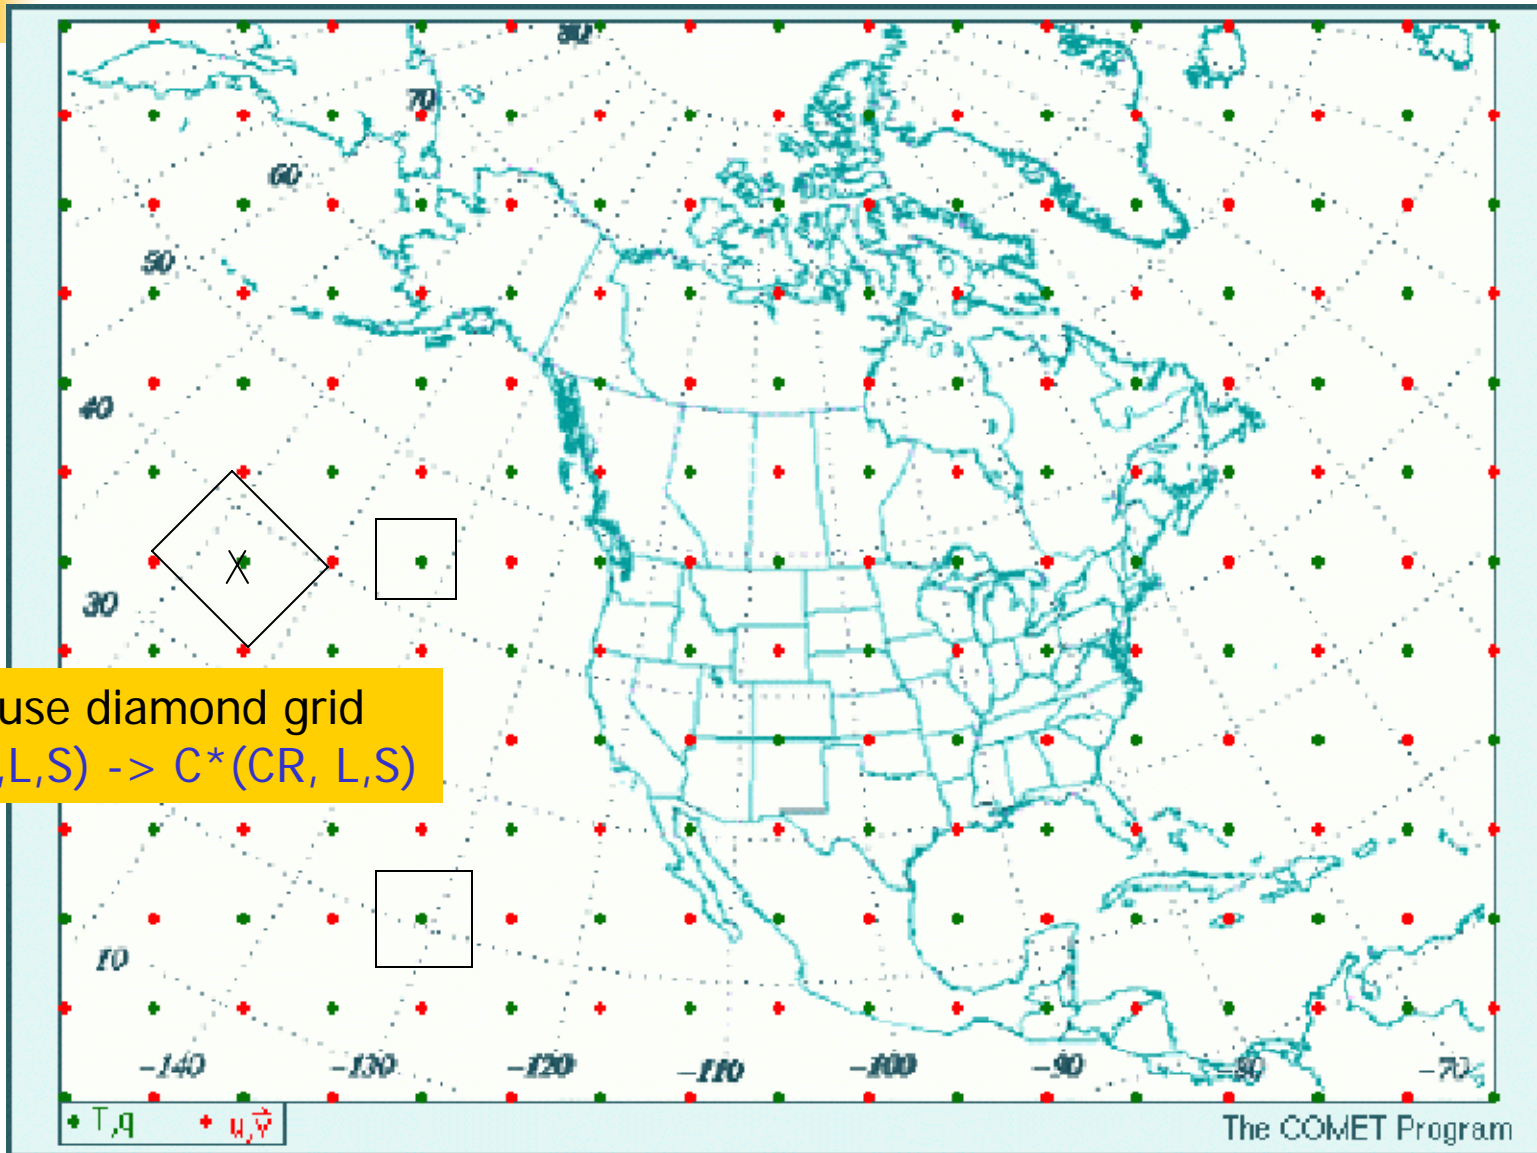 80
70
60
50
40
30
use diamond grid
,L,S) -> C*(CR, L,S)
10
-140 -130 -120 -110 -100 -90 -80 -70
T,q u,v⃗
The COMET Program
X